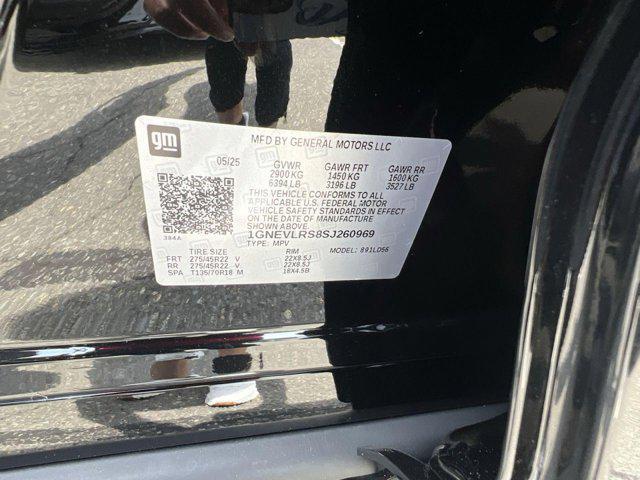 gm
MFD BY GENERAL MOTORS LLC
05/25
GVWR GAWR FRT GAWR RR
2900 KG 1450 KG 1600 KG
6394 LB 3196 LB 3527 LB
THIS VEHICLE CONFORMS TO ALL
APPLICABLE U.S. FEDERAL MOTOR
VEHICLE SAFETY STANDARDS IN EFFECT
ON THE DATE OF MANUFACTURE
SHOWN ABOVE.
384A
1GNEVLRS8SJ260969
TYPE: MPV MODEL: 891LD56
TIRE SIZE RIM
FRT 275/45R22 V 22X8.5J
RR 275/45R22 V 22X8.5J
SPA T135/70R18 M 18X4.5B